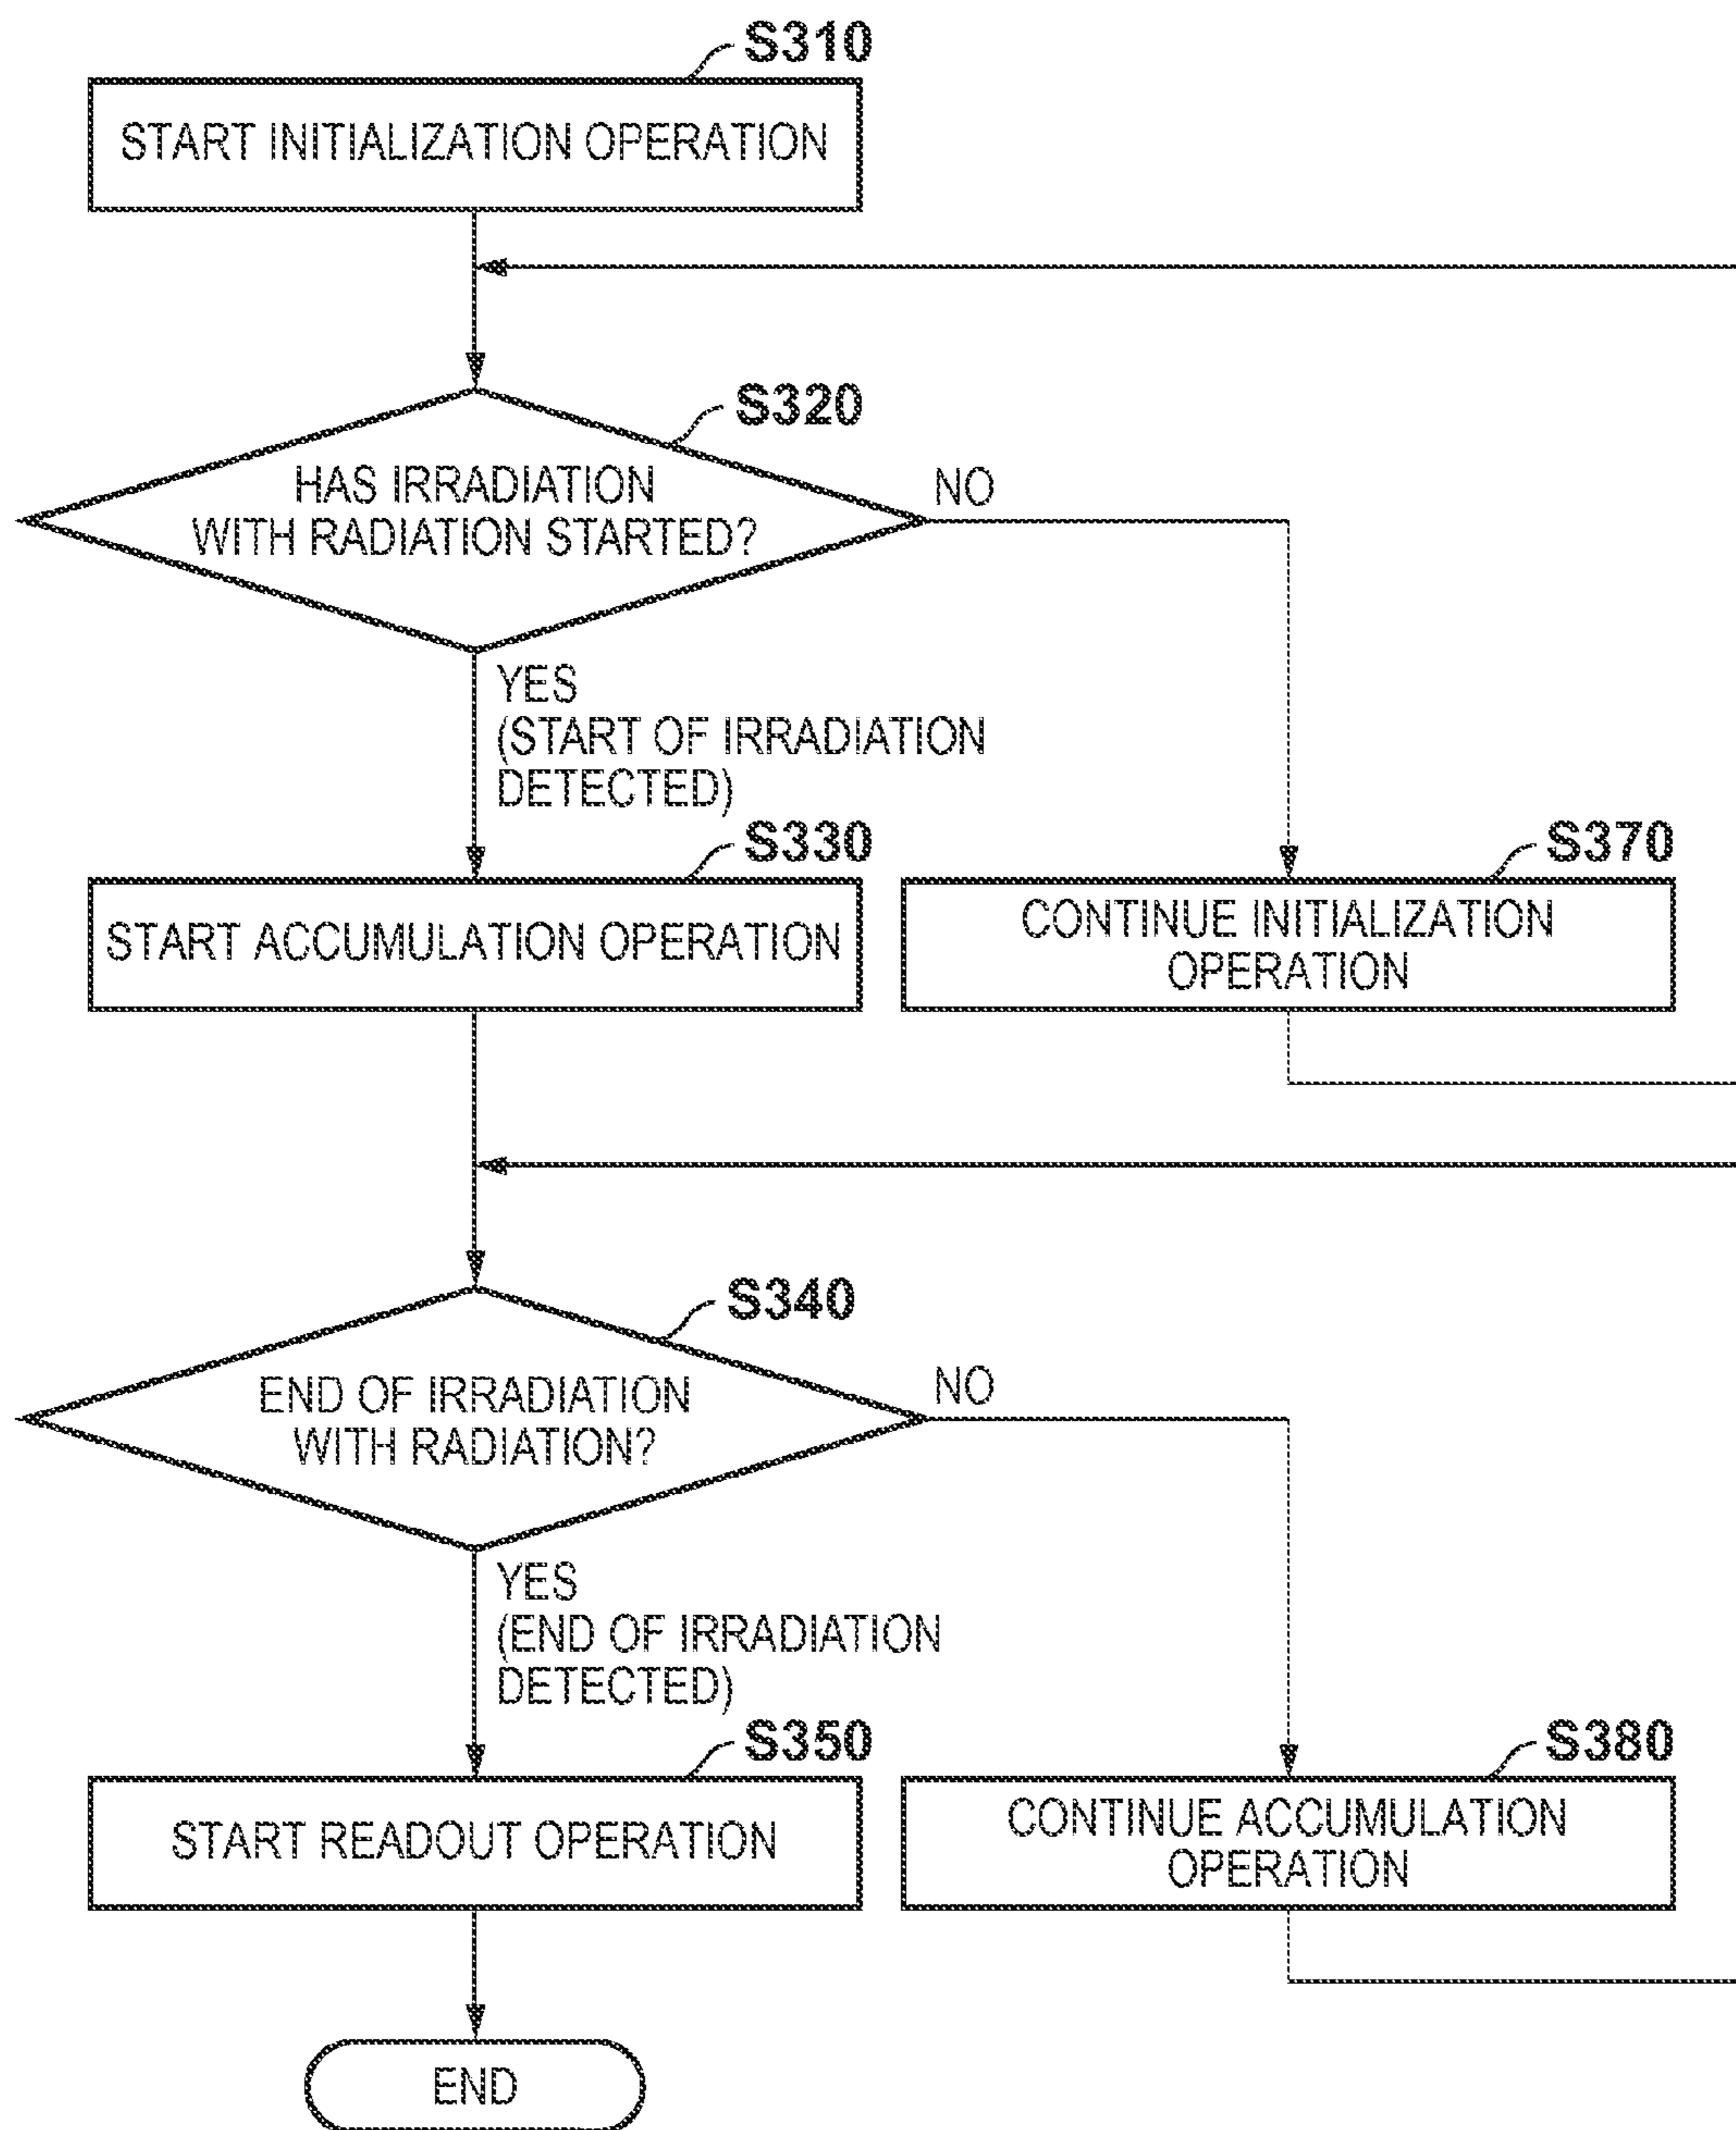 S310
START INITIALIZATION OPERATION
S320
HAS IRRADIATION
WITH RADIATION STARTED?
NO
YES
(START OF IRRADIATION
DETECTED)
S330
START ACCUMULATION OPERATION
S370
CONTINUE INITIALIZATION
OPERATION
S340
END OF IRRADIATION
WITH RADIATION?
NO
YES
(END OF IRRADIATION
DETECTED)
S350
START READOUT OPERATION
S380
CONTINUE ACCUMULATION
OPERATION
END